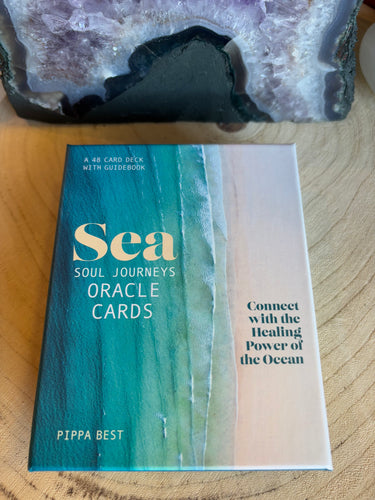 A 48 CARD DECK
WITH GUIDEBOOK
Sea
SOUL JOURNEYS
ORACLE
CARDS
Connect
with the
Healing
Power of
the Ocean
PIPPA BEST